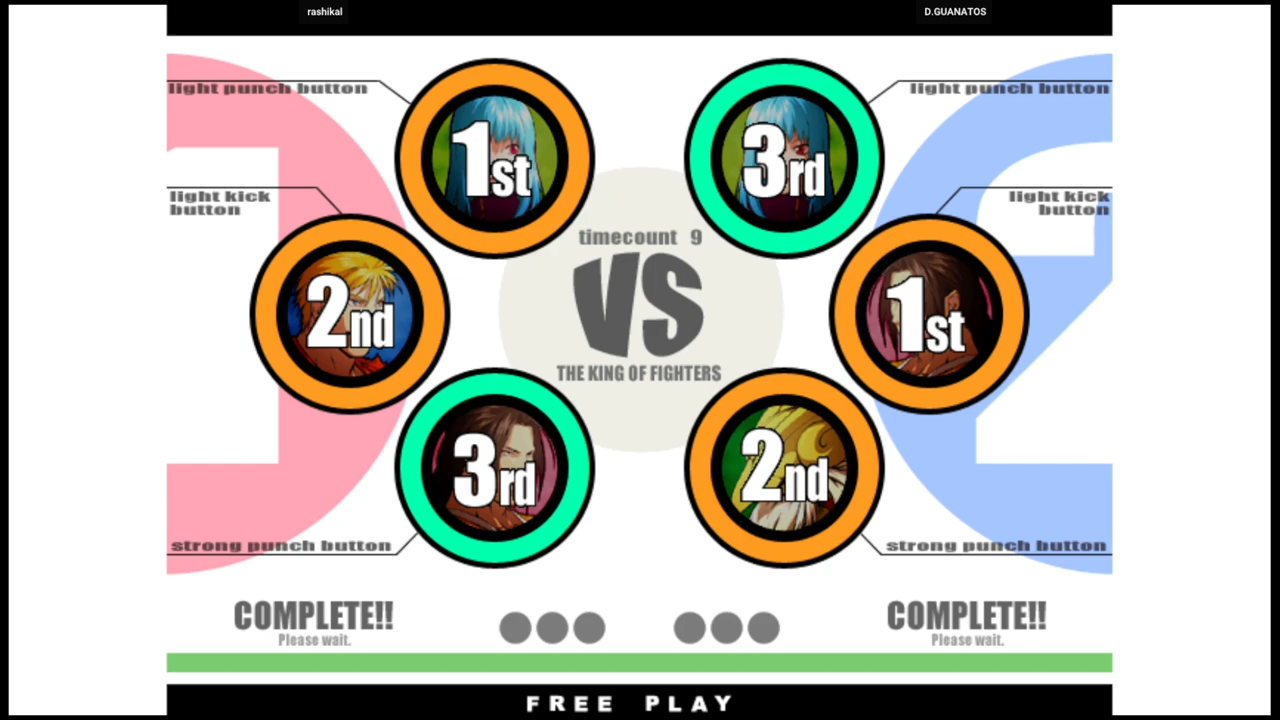 rashikal
D.GUANATOS
light punch button
light punch button
1st
3rd
light kick
button
light kick
button
timecount 9
VS
THE KING OF FIGHTERS
2nd
1st
3rd
2nd
strong punch button
strong punch button
COMPLETE!!
Please wait.
COMPLETE!!
Please wait.
FREE PLAY
1
2